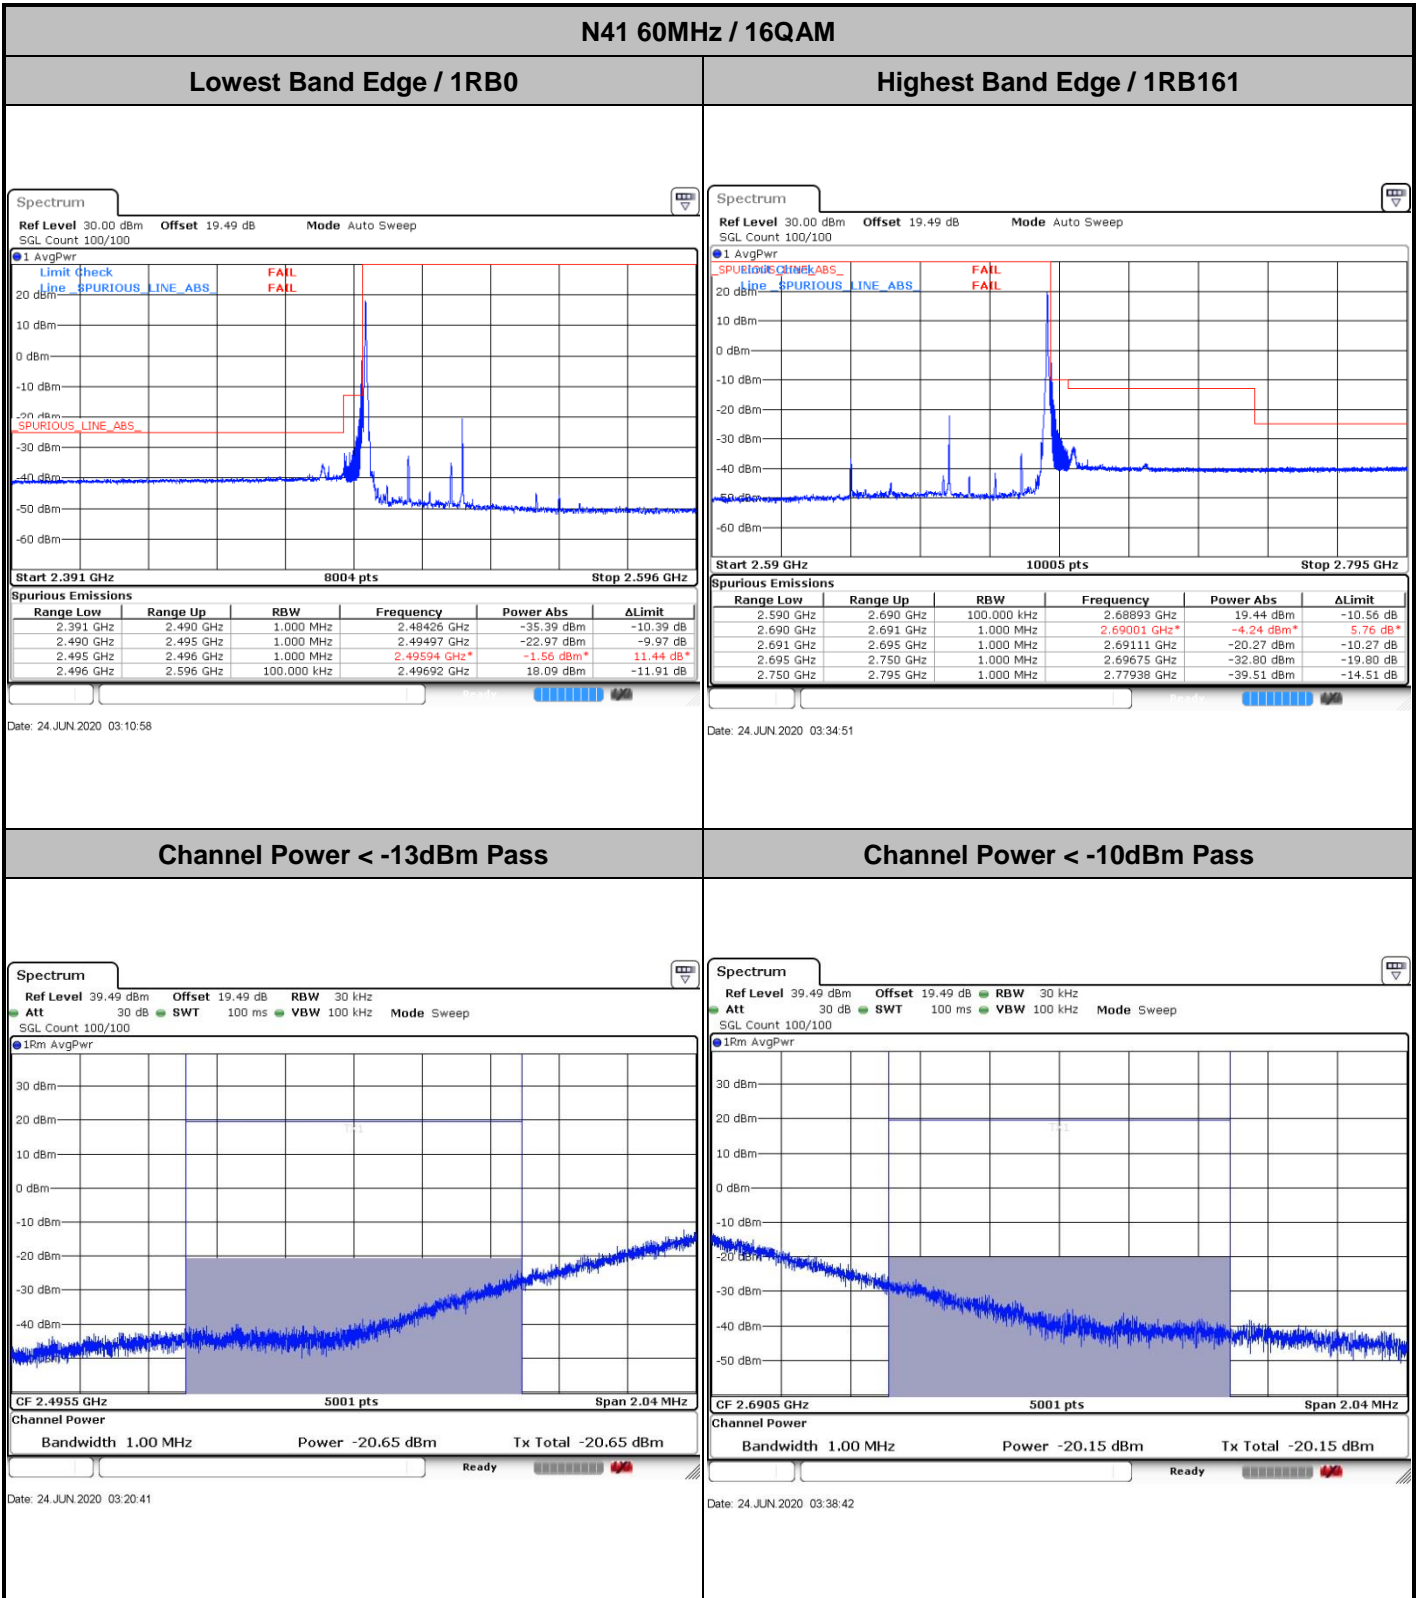 N41 60MHz / 16QAM
Lowest Band Edge / 1RB0
Highest Band Edge / 1RB161
Spectrum
Ref Level 30.00 dBm Offset 19.49 dB Mode Auto Sweep
SGL Count 100/100
1 AvgPwr
Limit Check FAIL
Line _SPURIOUS_LINE_ABS_ FAIL
20 dBm
10 dBm
0 dBm
-10 dBm
-20 dBm
_SPURIOUS_LINE_ABS_
-30 dBm
-40 dBm
-50 dBm
-60 dBm
Start 2.391 GHz 8004 pts Stop 2.596 GHz
Spurious Emissions
Range Low Range Up RBW Frequency Power Abs ΔLimit
2.391 GHz 2.490 GHz 1.000 MHz 2.48426 GHz -35.39 dBm -10.39 dB
2.490 GHz 2.495 GHz 1.000 MHz 2.49497 GHz -22.97 dBm -9.97 dB
2.495 GHz 2.496 GHz 1.000 MHz 2.49594 GHz* -1.56 dBm* 11.44 dB*
2.496 GHz 2.596 GHz 100.000 kHz 2.49692 GHz 18.09 dBm -11.91 dB
Ready
Date: 24.JUN.2020 03:10:58
Spectrum
Ref Level 30.00 dBm Offset 19.49 dB Mode Auto Sweep
SGL Count 100/100
1 AvgPwr
_SPURIOUS_LINE_ABS_
Limit Check FAIL
Line _SPURIOUS_LINE_ABS_ FAIL
20 dBm
10 dBm
0 dBm
-10 dBm
-20 dBm
-30 dBm
-40 dBm
-50 dBm
-60 dBm
Start 2.59 GHz 10005 pts Stop 2.795 GHz
Spurious Emissions
Range Low Range Up RBW Frequency Power Abs ΔLimit
2.590 GHz 2.690 GHz 100.000 kHz 2.68893 GHz 19.44 dBm -10.56 dB
2.690 GHz 2.691 GHz 1.000 MHz 2.69001 GHz* -4.24 dBm* 5.76 dB*
2.691 GHz 2.695 GHz 1.000 MHz 2.69111 GHz -20.27 dBm -10.27 dB
2.695 GHz 2.750 GHz 1.000 MHz 2.69675 GHz -32.80 dBm -19.80 dB
2.750 GHz 2.795 GHz 1.000 MHz 2.77938 GHz -39.51 dBm -14.51 dB
Ready
Date: 24.JUN.2020 03:34:51
Channel Power < -13dBm Pass
Channel Power < -10dBm Pass
Spectrum
Ref Level 39.49 dBm Offset 19.49 dB RBW 30 kHz
Att 30 dB SWT 100 ms VBW 100 kHz Mode Sweep
SGL Count 100/100
1Rm AvgPwr
30 dBm
20 dBm
Tx1
10 dBm
0 dBm
-10 dBm
-20 dBm
-30 dBm
-40 dBm
CF 2.4955 GHz 5001 pts Span 2.04 MHz
Channel Power
Bandwidth 1.00 MHz Power -20.65 dBm Tx Total -20.65 dBm
Ready
Date: 24.JUN.2020 03:20:41
Spectrum
Ref Level 39.49 dBm Offset 19.49 dB RBW 30 kHz
Att 30 dB SWT 100 ms VBW 100 kHz Mode Sweep
SGL Count 100/100
1Rm AvgPwr
30 dBm
20 dBm
Tx1
10 dBm
0 dBm
-10 dBm
-20 dBm
-30 dBm
-40 dBm
-50 dBm
CF 2.6905 GHz 5001 pts Span 2.04 MHz
Channel Power
Bandwidth 1.00 MHz Power -20.15 dBm Tx Total -20.15 dBm
Ready
Date: 24.JUN.2020 03:38:42